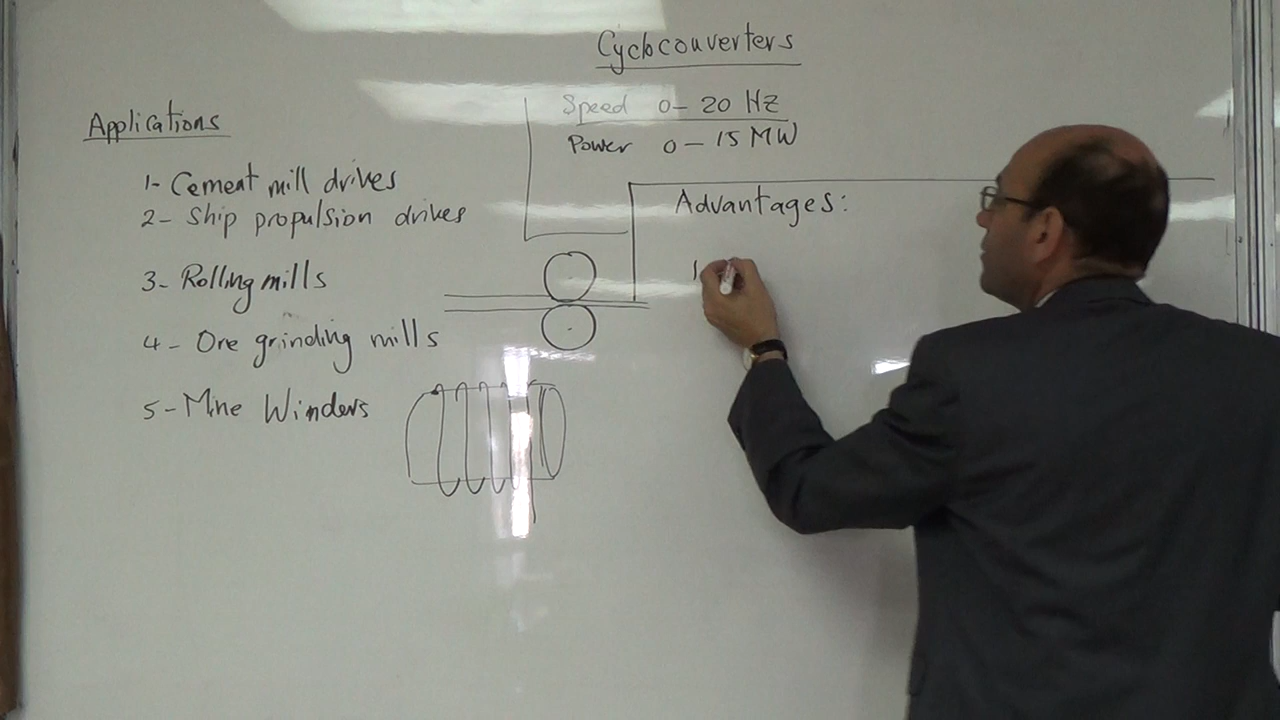 Cycloconverters
Speed 0-20 HZ
Power 0-15 MW
Applications
1- Cement mill drives
2- Ship propulsion drives
3- Rolling mills
4- Ore grinding mills
5- Mine Winders
Advantages:
1